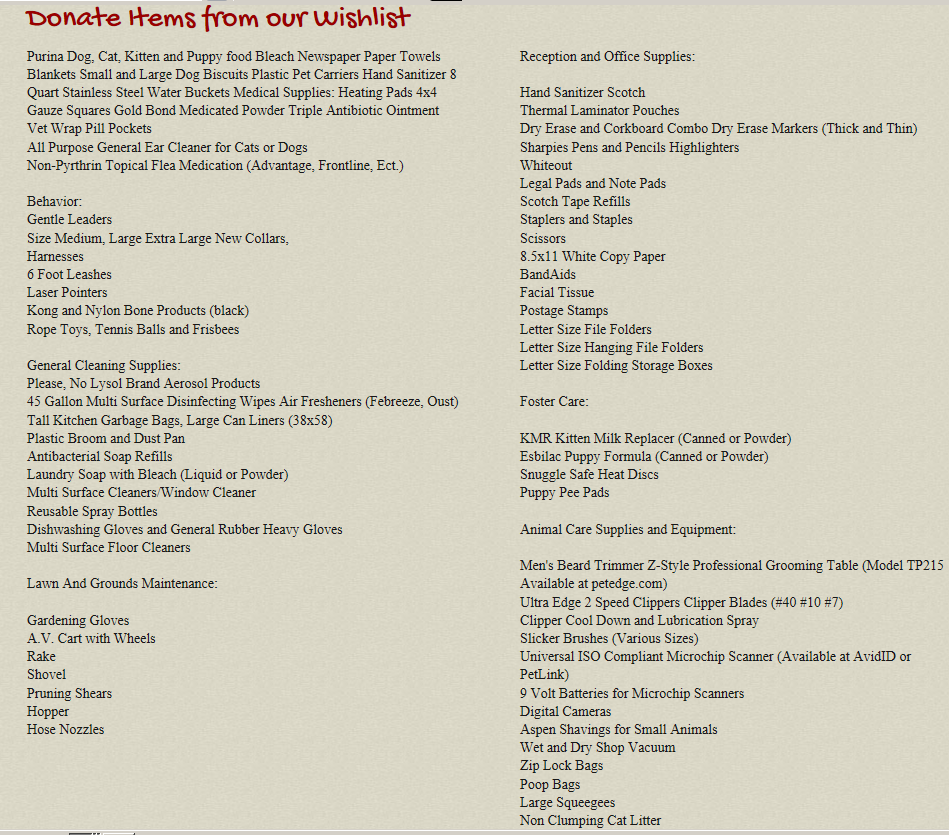 Donate Items from our Wishlist
Purina Dog, Cat, Kitten and Puppy food Bleach Newspaper Paper Towels
Blankets Small and Large Dog Biscuits Plastic Pet Carriers Hand Sanitizer 8
Quart Stainless Steel Water Buckets Medical Supplies: Heating Pads 4x4
Gauze Squares Gold Bond Medicated Powder Triple Antibiotic Ointment
Vet Wrap Pill Pockets
All Purpose General Ear Cleaner for Cats or Dogs
Non-Pyrthrin Topical Flea Medication (Advantage, Frontline, Ect.)
Behavior:
Gentle Leaders
Size Medium, Large Extra Large New Collars,
Harnesses
6 Foot Leashes
Laser Pointers
Kong and Nylon Bone Products (black)
Rope Toys, Tennis Balls and Frisbees
General Cleaning Supplies:
Please, No Lysol Brand Aerosol Products
45 Gallon Multi Surface Disinfecting Wipes Air Fresheners (Febreeze, Oust)
Tall Kitchen Garbage Bags, Large Can Liners (38x58)
Plastic Broom and Dust Pan
Antibacterial Soap Refills
Laundry Soap with Bleach (Liquid or Powder)
Multi Surface Cleaners/Window Cleaner
Reusable Spray Bottles
Dishwashing Gloves and General Rubber Heavy Gloves
Multi Surface Floor Cleaners
Lawn And Grounds Maintenance:
Gardening Gloves
A.V. Cart with Wheels
Rake
Shovel
Pruning Shears
Hopper
Hose Nozzles
Reception and Office Supplies:
Hand Sanitizer Scotch
Thermal Laminator Pouches
Dry Erase and Corkboard Combo Dry Erase Markers (Thick and Thin)
Sharpies Pens and Pencils Highlighters
Whiteout
Legal Pads and Note Pads
Scotch Tape Refills
Staplers and Staples
Scissors
8.5x11 White Copy Paper
BandAids
Facial Tissue
Postage Stamps
Letter Size File Folders
Letter Size Hanging File Folders
Letter Size Folding Storage Boxes
Foster Care:
KMR Kitten Milk Replacer (Canned or Powder)
Esbilac Puppy Formula (Canned or Powder)
Snuggle Safe Heat Discs
Puppy Pee Pads
Animal Care Supplies and Equipment:
Men's Beard Trimmer Z-Style Professional Grooming Table (Model TP215
Available at petedge.com)
Ultra Edge 2 Speed Clippers Clipper Blades (#40 #10 #7)
Clipper Cool Down and Lubrication Spray
Slicker Brushes (Various Sizes)
Universal ISO Compliant Microchip Scanner (Available at AvidID or
PetLink)
9 Volt Batteries for Microchip Scanners
Digital Cameras
Aspen Shavings for Small Animals
Wet and Dry Shop Vacuum
Zip Lock Bags
Poop Bags
Large Squeegees
Non Clumping Cat Litter